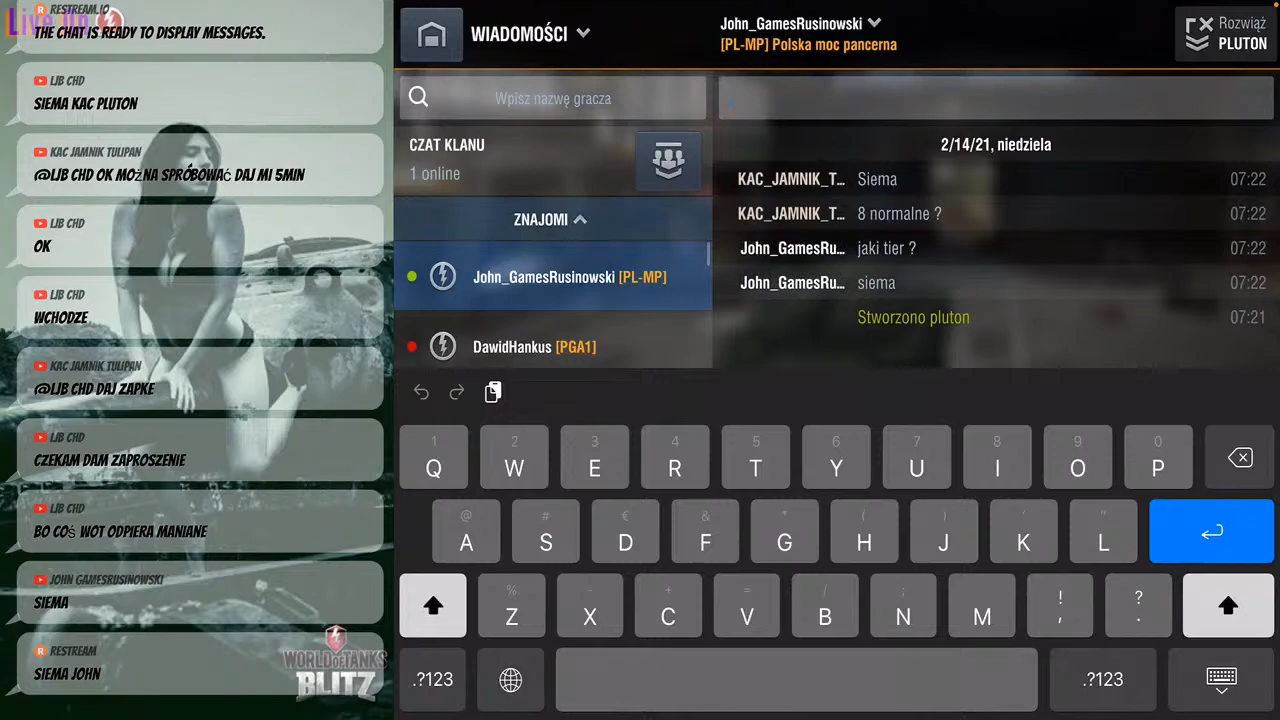 RESTREAM.IO
Live On
THE CHAT IS READY TO DISPLAY MESSAGES.
LJB CHD
SIEMA KAC PLUTON
KAC JAMNIK TULIPAN
@LJB CHD OK MOŻNA SPRÓBOWAĆ DAJ MI 5MIN
LJB CHD
OK
LJB CHD
WCHODZE
KAC JAMNIK TULIPAN
@LJB CHD DAJ ZAPKE
LJB CHD
CZEKAM DAM ZAPROSZENIE
LJB CHD
BO COŚ WOT ODPIERA MANIANE
JOHN GAMESRUSINOWSKI
SIEMA
RESTREAM
SIEMA JOHN
WORLD OF TANKS
BLITZ
WIADOMOŚCI
John_GamesRusinowski
[PL-MP] Polska moc pancerna
Rozwiąż
PLUTON
Wpisz nazwę gracza
CZAT KLANU
1 online
ZNAJOMI
John_GamesRusinowski [PL-MP]
DawidHankus [PGA1]
2/14/21, niedziela
KAC_JAMNIK_T... Siema 07:22
KAC_JAMNIK_T... 8 normalne ? 07:22
John_GamesRu... jaki tier ? 07:22
John_GamesRu... siema 07:22
Stworzono pluton 07:21
1 2 3 4 5 6 7 8 9 0
Q W E R T Y U I O P
@ # € & * ( ) ' "
A S D F G H J K L
% - + = / ; : ! ?
Z X C V B N M , .
.?123 .?123